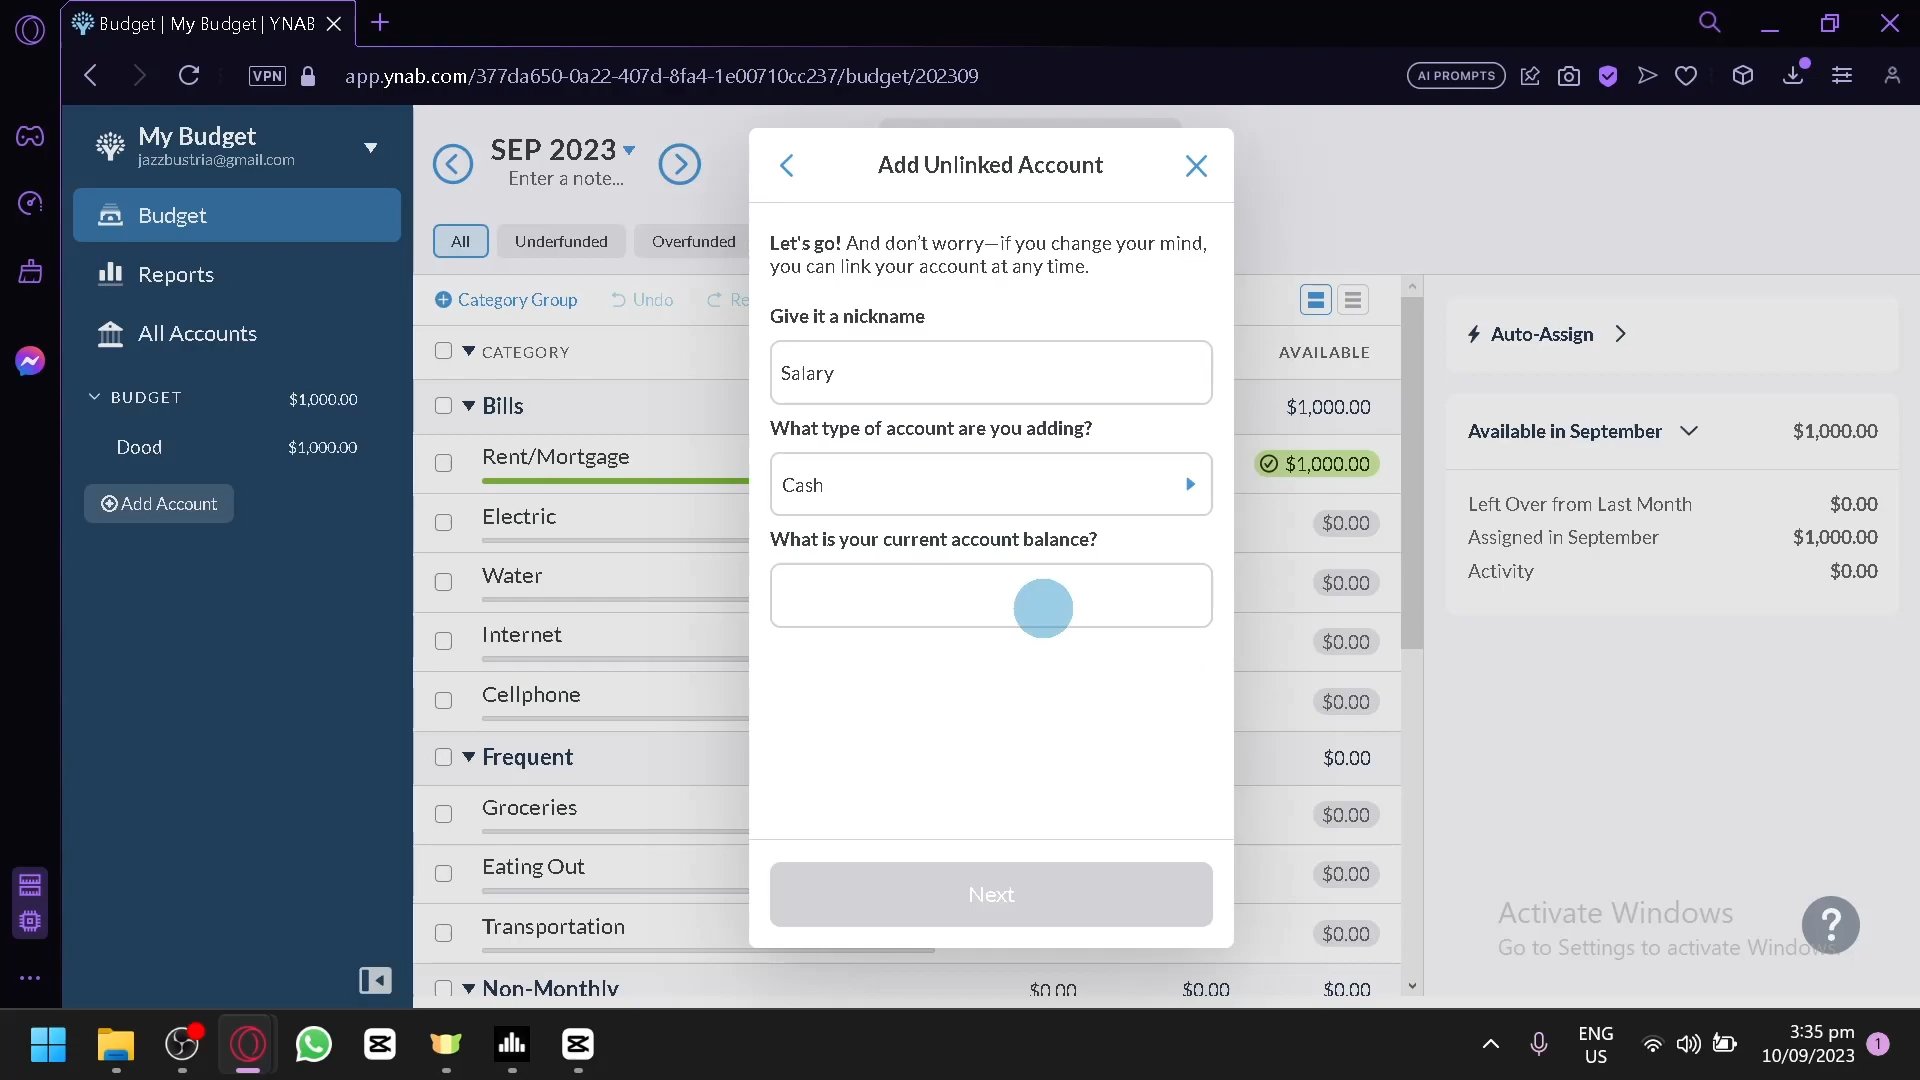 Budget | My Budget | YNAB
VPN
app.ynab.com/377da650-0a22-407d-8fa4-1e00710cc237/budget/202309
AI PROMPTS
My Budget
jazzbustria@gmail.com
Budget
Reports
All Accounts
BUDGET $1,000.00
Dood $1,000.00
Add Account
SEP 2023
Enter a note...
All Underfunded Overfunded
Category Group Undo Re
CATEGORY AVAILABLE
Bills $1,000.00
Rent/Mortgage $1,000.00
Electric $0.00
Water $0.00
Internet $0.00
Cellphone $0.00
Frequent $0.00
Groceries $0.00
Eating Out $0.00
Transportation $0.00
Non-Monthly $0.00 $0.00 $0.00
Add Unlinked Account
Let's go! And don't worry—if you change your mind,
you can link your account at any time.
Give it a nickname
Salary
What type of account are you adding?
Cash
What is your current account balance?
Next
Auto-Assign
Available in September $1,000.00
Left Over from Last Month $0.00
Assigned in September $1,000.00
Activity $0.00
Activate Windows
Go to Settings to activate Windows.
?
ENG
US
3:35 pm
10/09/2023
1